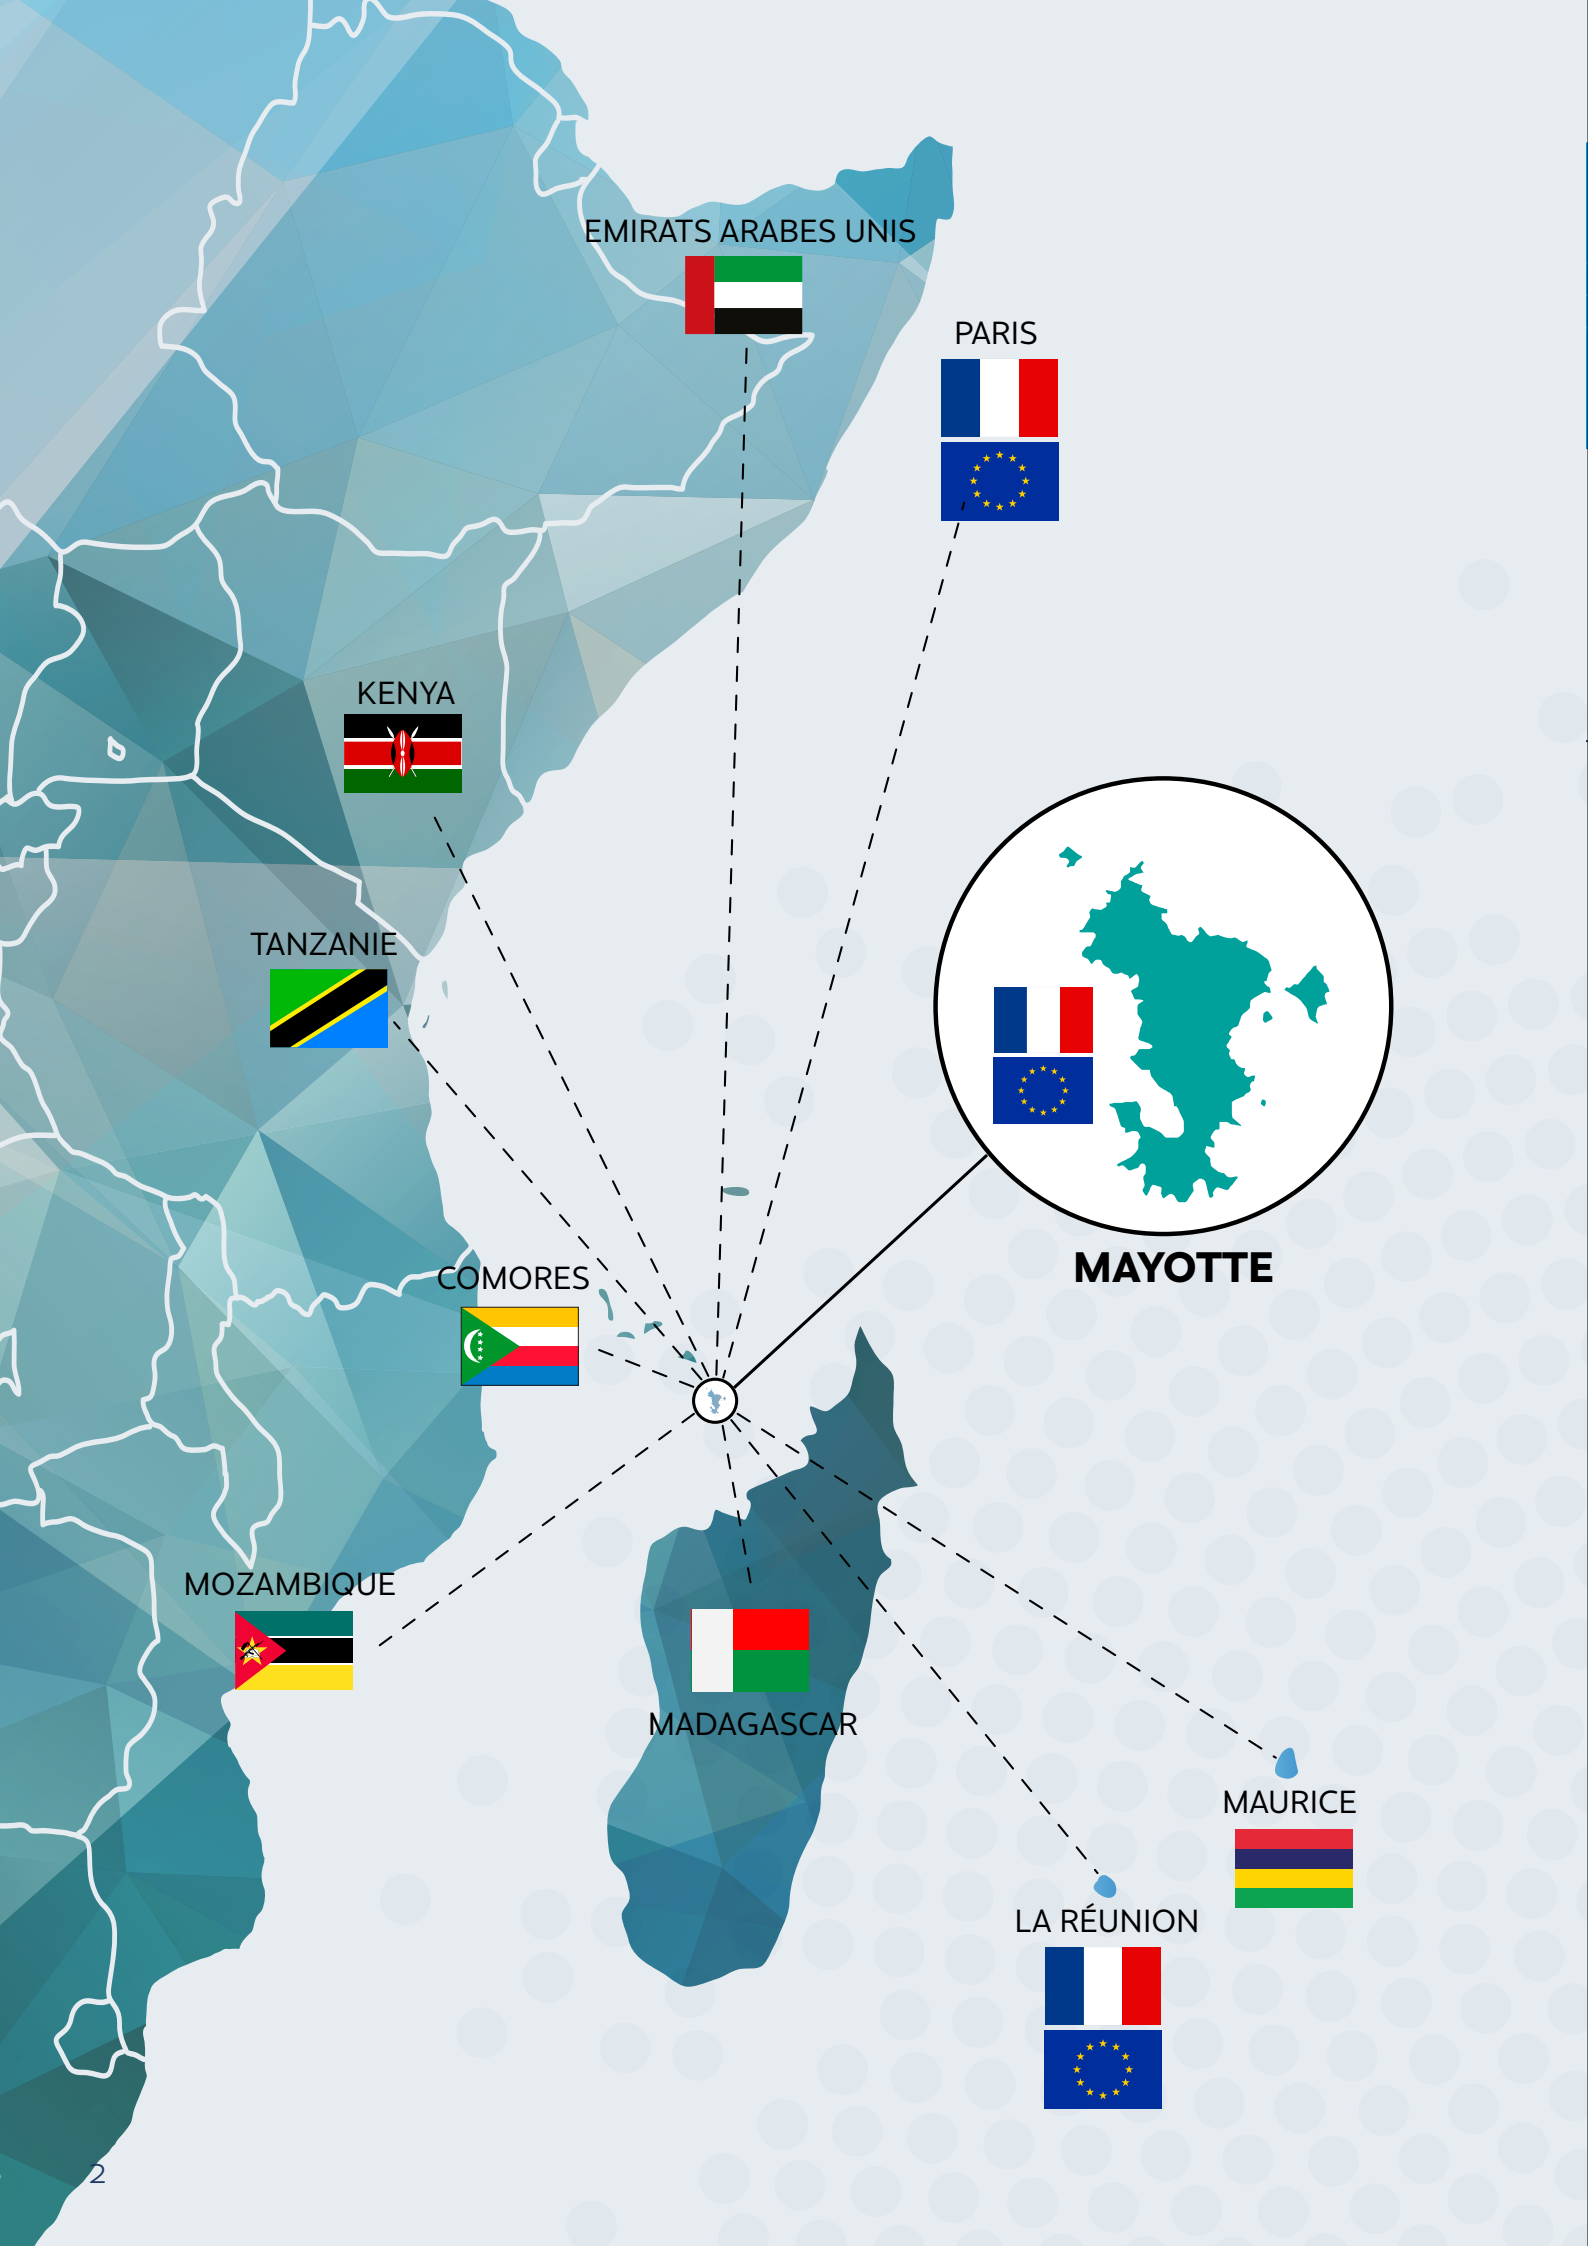 EMIRATS ARABES UNIS
PARIS
KENYA
TANZANIE
MAYOTTE
COMORES
MOZAMBIQUE
MADAGASCAR
MAURICE
LA RÉUNION
2